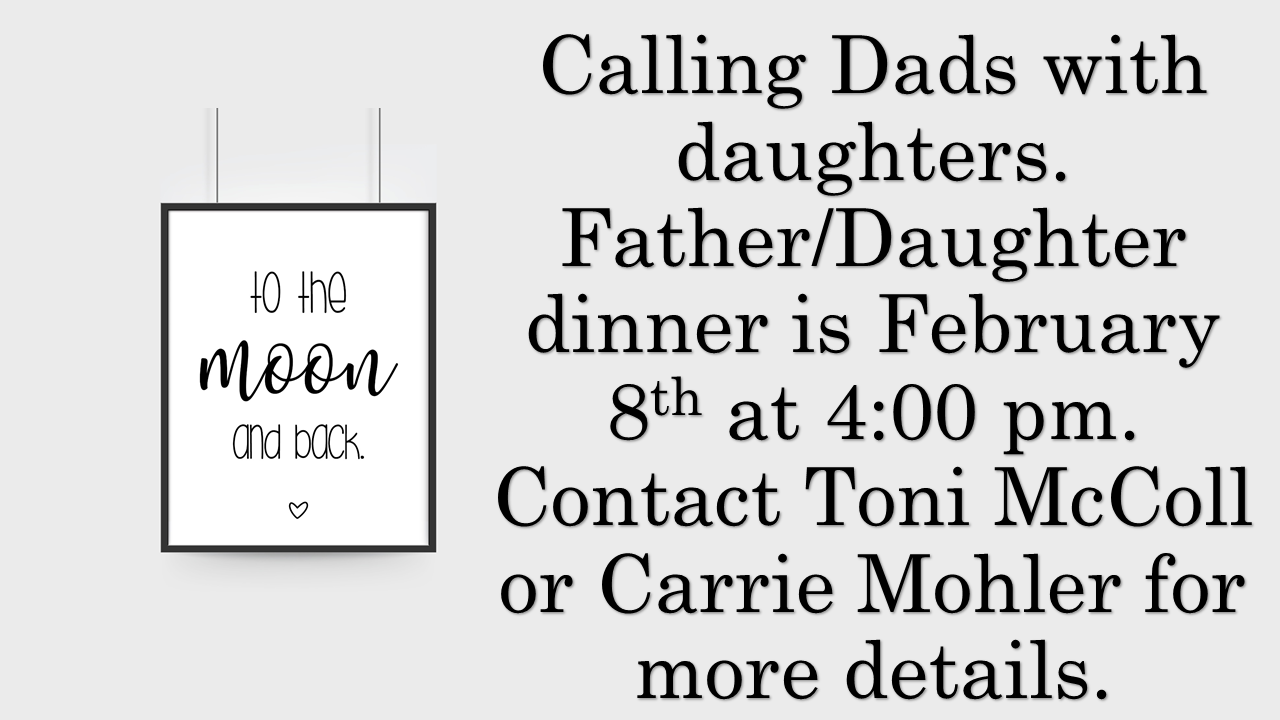 to the
moon
and back.
Calling Dads with
daughters.
Father/Daughter
dinner is February
8th at 4:00 pm.
Contact Toni McColl
or Carrie Mohler for
more details.